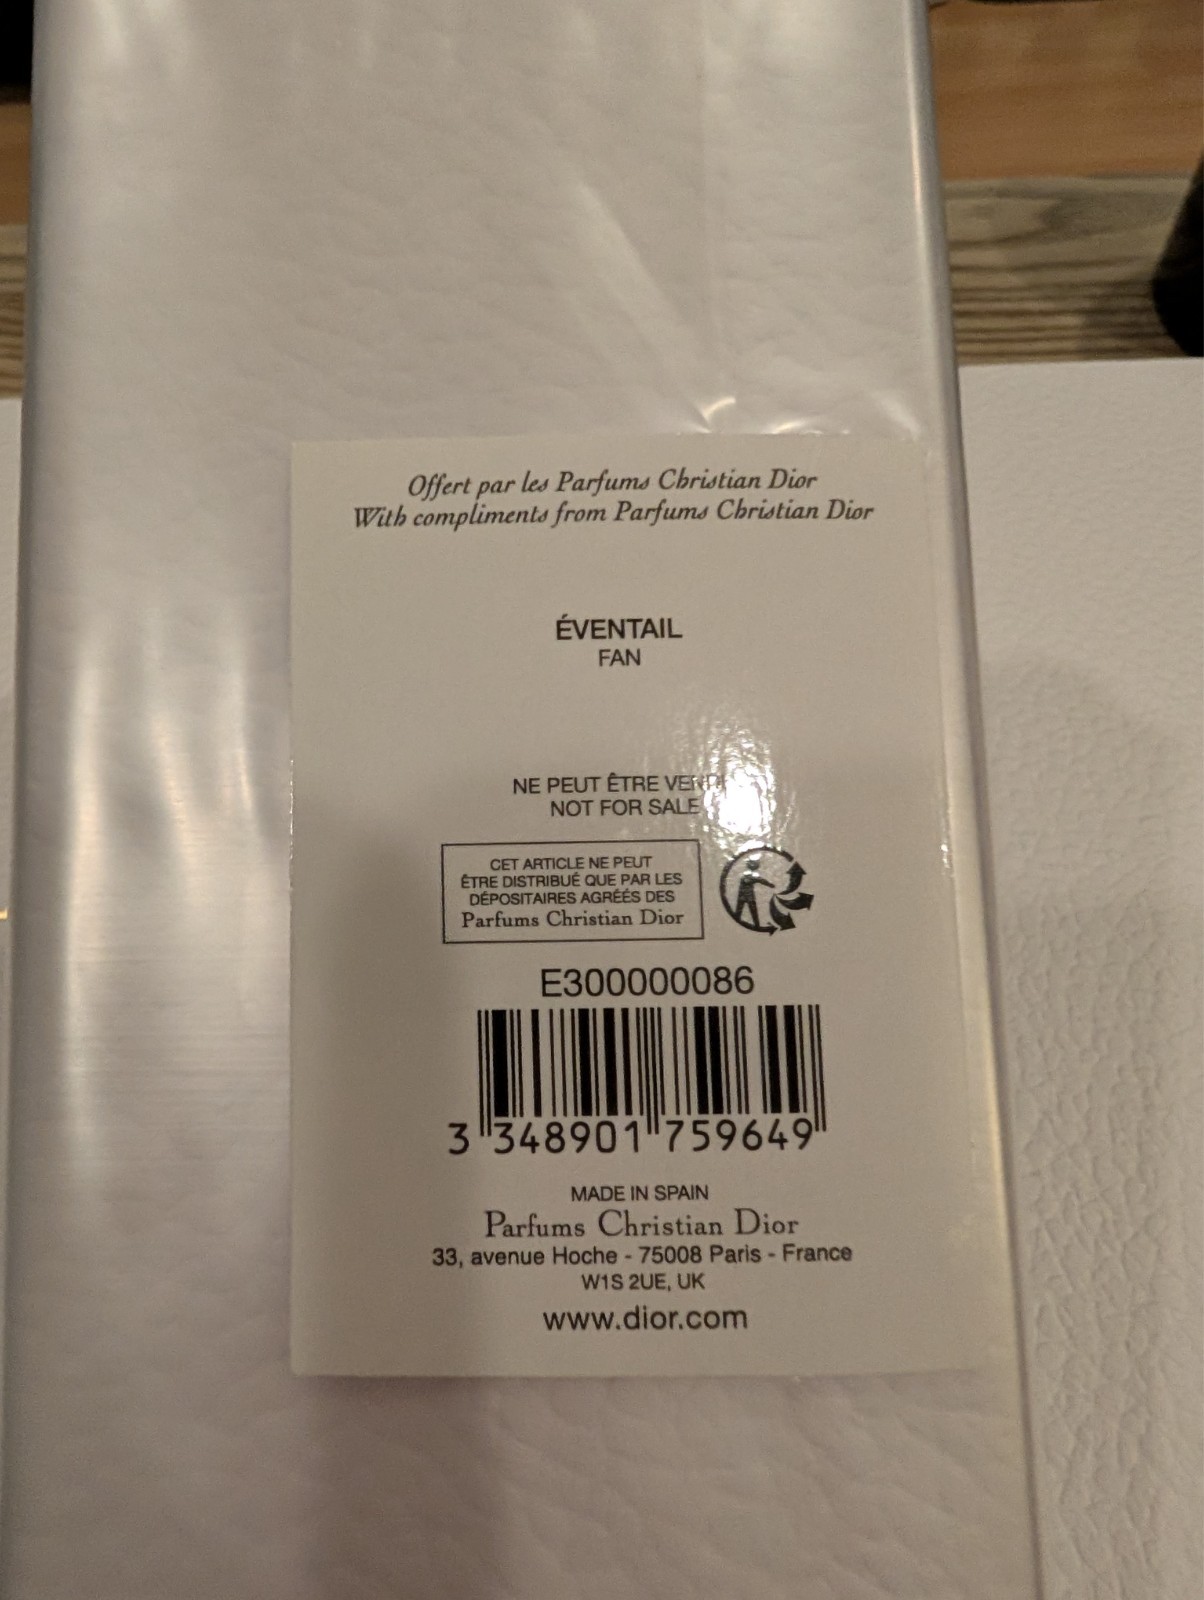 Offert par les Parfums Christian Dior
With compliments from Parfums Christian Dior
ÉVENTAIL
FAN
NE PEUT ÊTRE
NOT FOR SALE
CET ARTICLE NE PEUT
ÊTRE DISTRIBUÉ QUE PAR LES
DÉPOSITAIRES AGRÉÉS DES
Parfums Christian Dior
E300000086
3 348901 759649
MADE IN SPAIN
Parfums Christian Dior
33, avenue Hoche - 75008 Paris - France
W1S 2UE, UK
www.dior.com